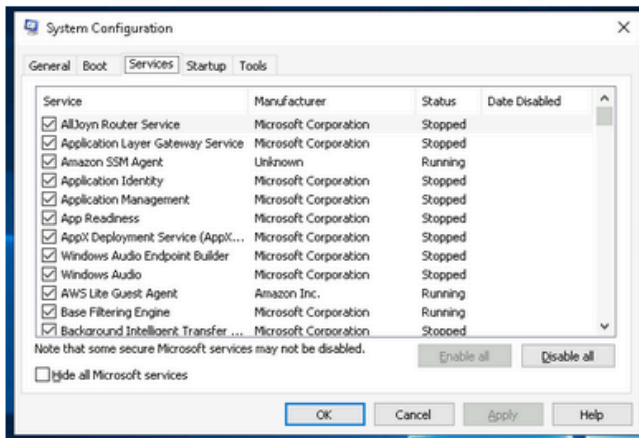 System Configuration
General Boot Services Startup Tools
Service Manufacturer Status Date Disabled
AllJoyn Router Service Microsoft Corporation Stopped
Application Layer Gateway Service Microsoft Corporation Stopped
Amazon SSM Agent Unknown Running
Application Identity Microsoft Corporation Stopped
Application Management Microsoft Corporation Stopped
App Readiness Microsoft Corporation Stopped
AppX Deployment Service (AppX... Microsoft Corporation Stopped
Windows Audio Endpoint Builder Microsoft Corporation Stopped
Windows Audio Microsoft Corporation Stopped
AWS Lite Guest Agent Amazon Inc. Running
Base Filtering Engine Microsoft Corporation Running
Background Intelligent Transfer ... Microsoft Corporation Stopped
Note that some secure Microsoft services may not be disabled.
Enable all Disable all
Hide all Microsoft services
OK Cancel Apply Help